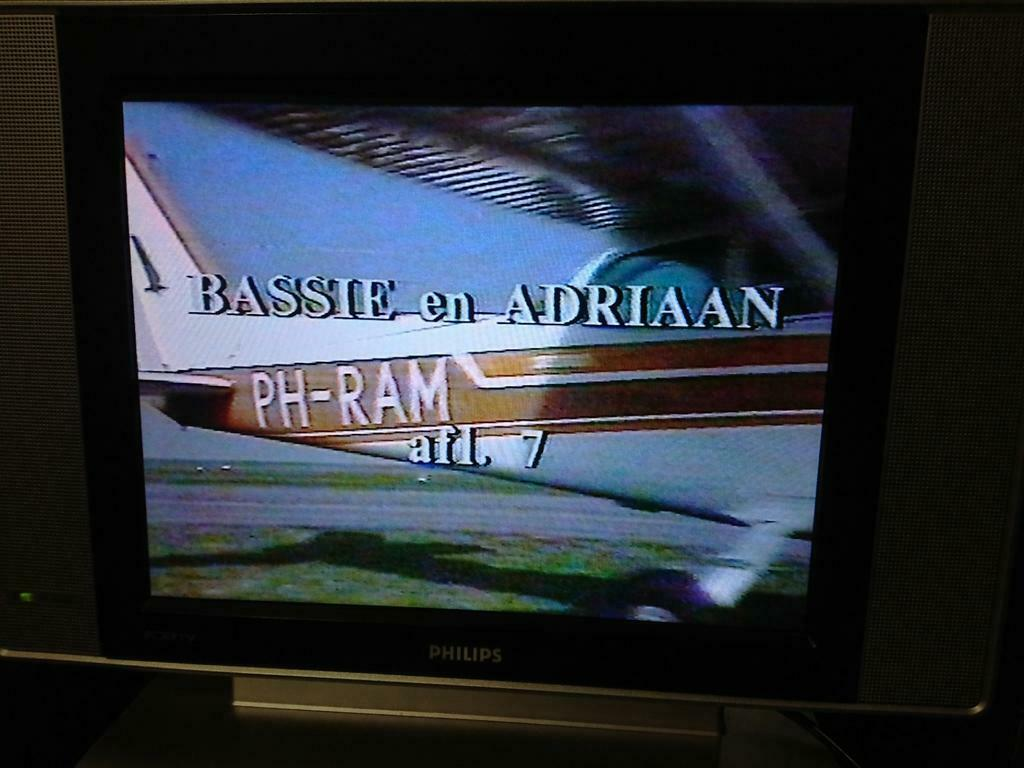 BASSIE en ADRIAAN
PH-RAM
afl. 7
PHILIPS